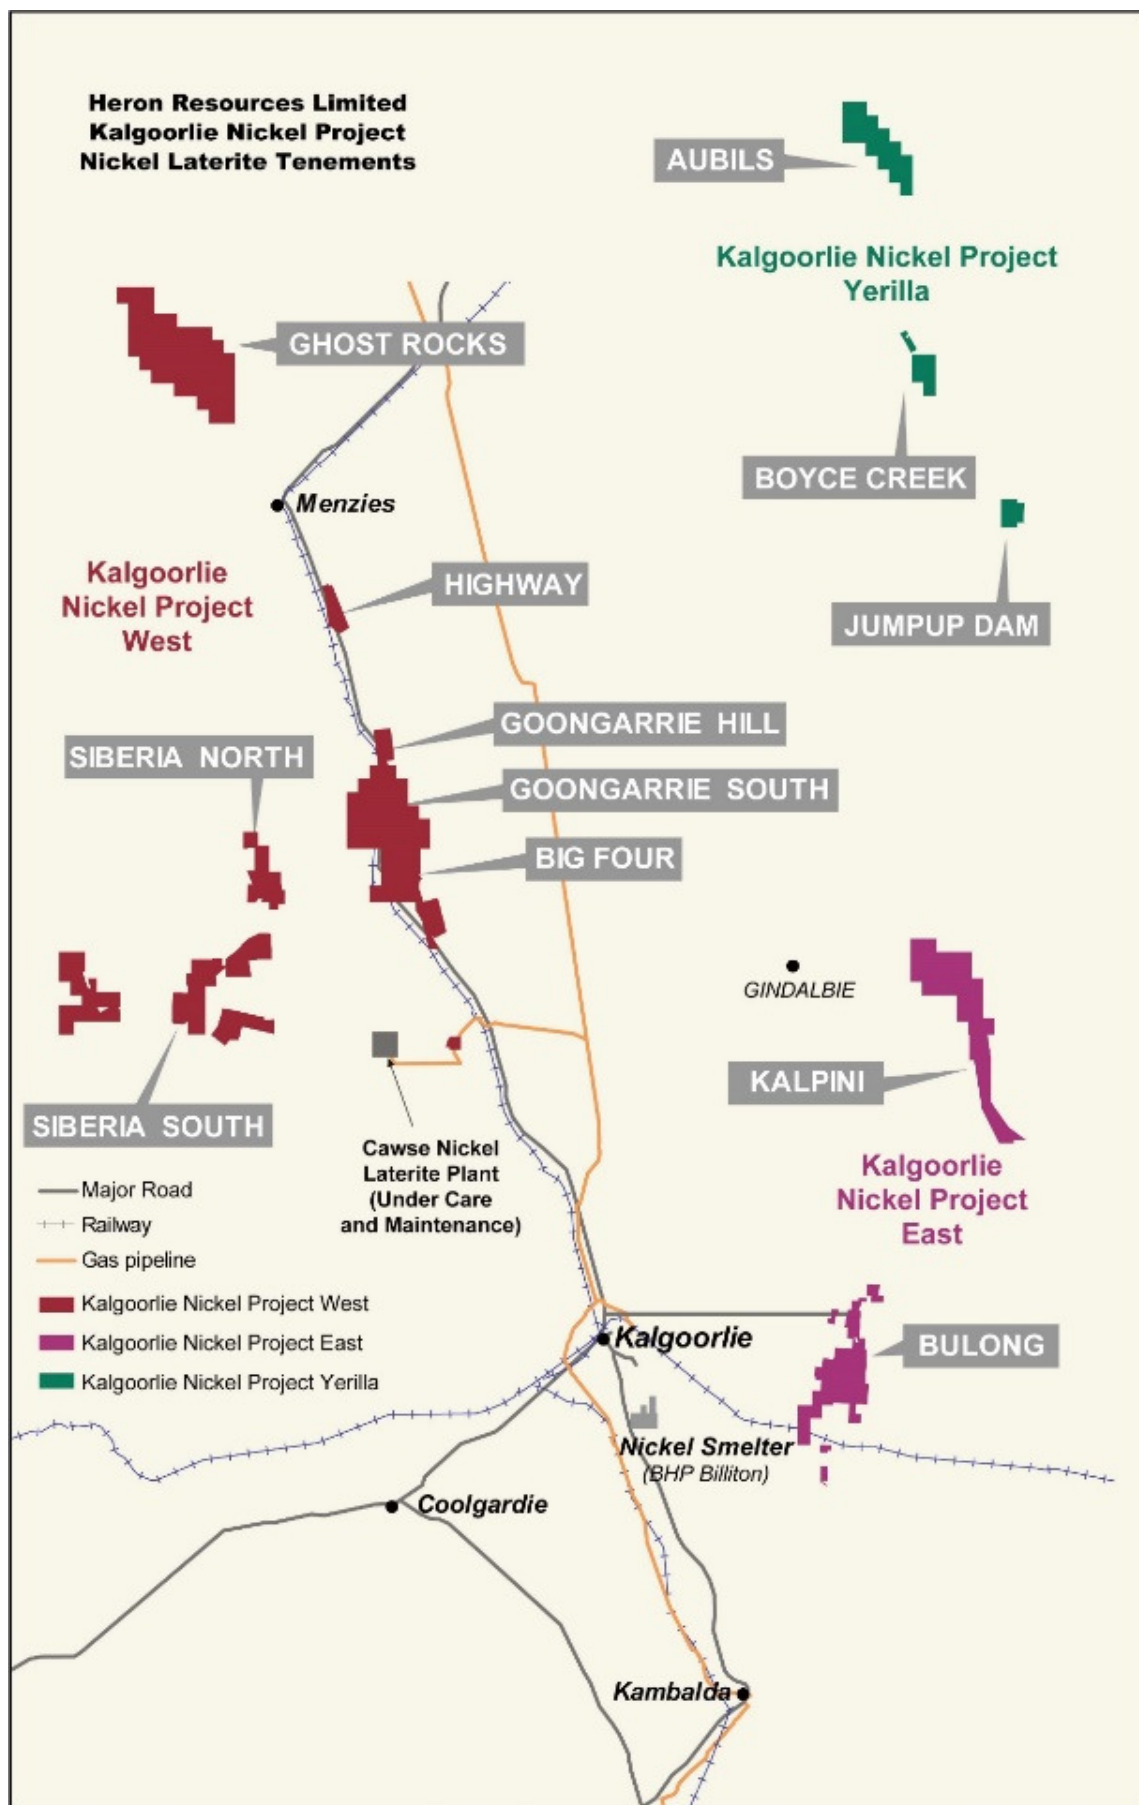 Heron Resources Limited
Kalgoorlie Nickel Project
Nickel Laterite Tenements
AUBILS
Kalgoorlie Nickel Project
Yerilla
GHOST ROCKS
BOYCE CREEK
Menzies
Kalgoorlie
Nickel Project
West
HIGHWAY
JUMPUP DAM
GOONGARRIE HILL
SIBERIA NORTH
GOONGARRIE SOUTH
BIG FOUR
GINDALBIE
KALPINI
SIBERIA SOUTH
Cawse Nickel
Laterite Plant
(Under Care
and Maintenance)
Kalgoorlie
Nickel Project
East
Major Road
Railway
Gas pipeline
Kalgoorlie Nickel Project West
Kalgoorlie Nickel Project East
Kalgoorlie Nickel Project Yerilla
Kalgoorlie
BULONG
Nickel Smelter
(BHP Billiton)
Coolgardie
Kambalda